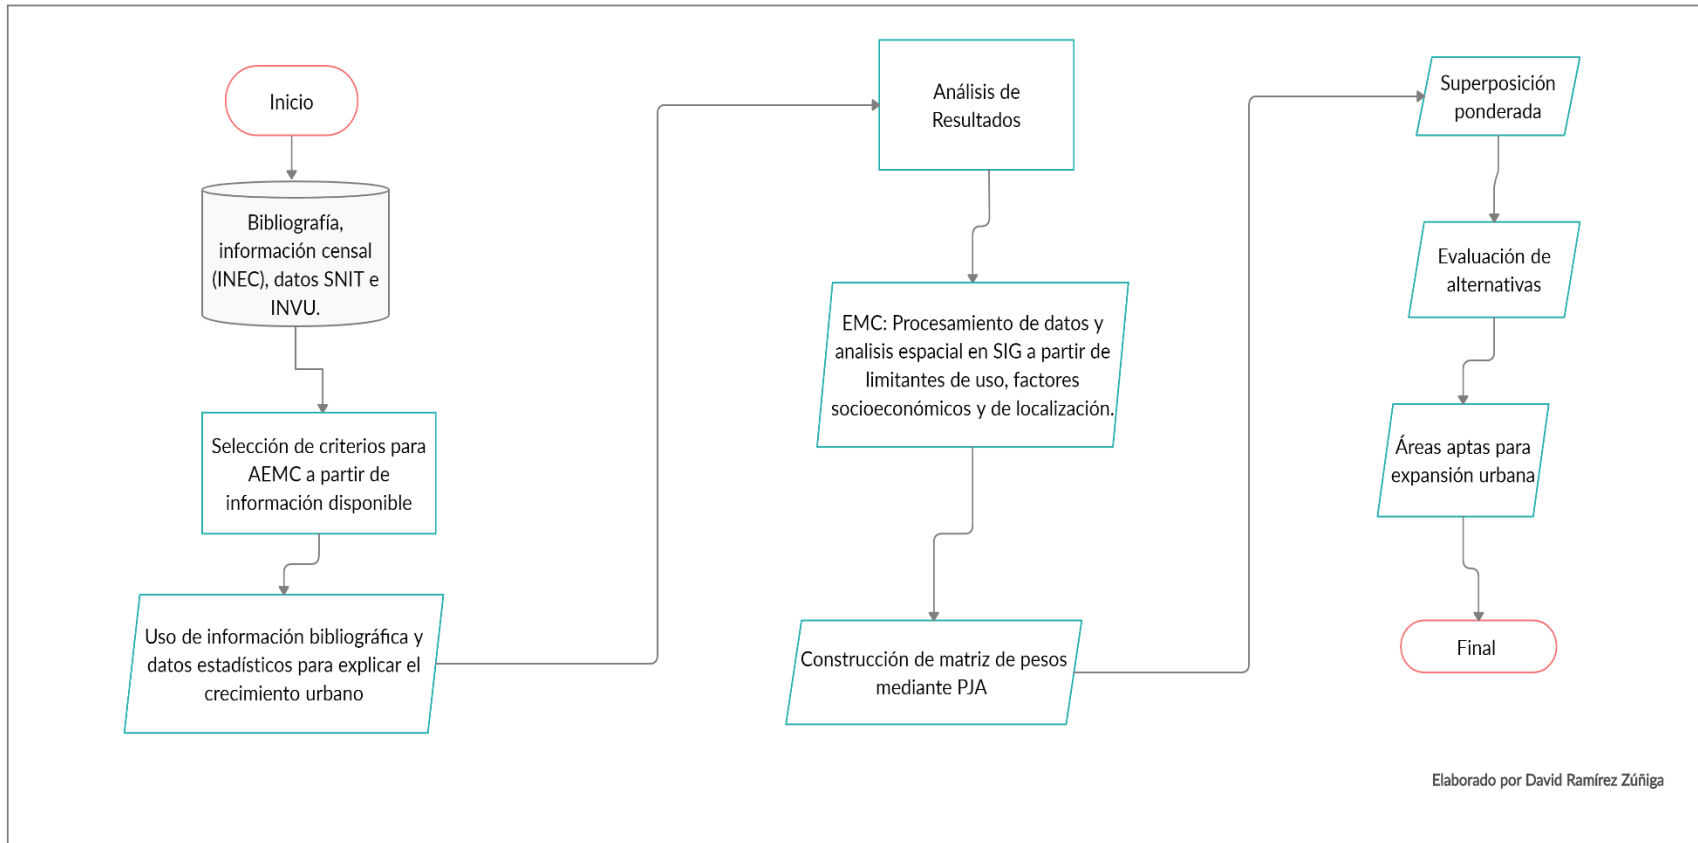 Inicio
Bibliografía,
información censal
(INEC), datos SNIT e
INVU.
Selección de criterios para
AEMC a partir de
información disponible
Uso de información bibliográfica y
datos estadísticos para explicar el
crecimiento urbano
Análisis de
Resultados
EMC: Procesamiento de datos y
analisis espacial en SIG a partir de
limitantes de uso, factores
socioeconómicos y de localización.
Construcción de matriz de pesos
mediante PJA
Superposición
ponderada
Evaluación de
alternativas
Áreas aptas para
expansión urbana
Final
Elaborado por David Ramírez Zúñiga